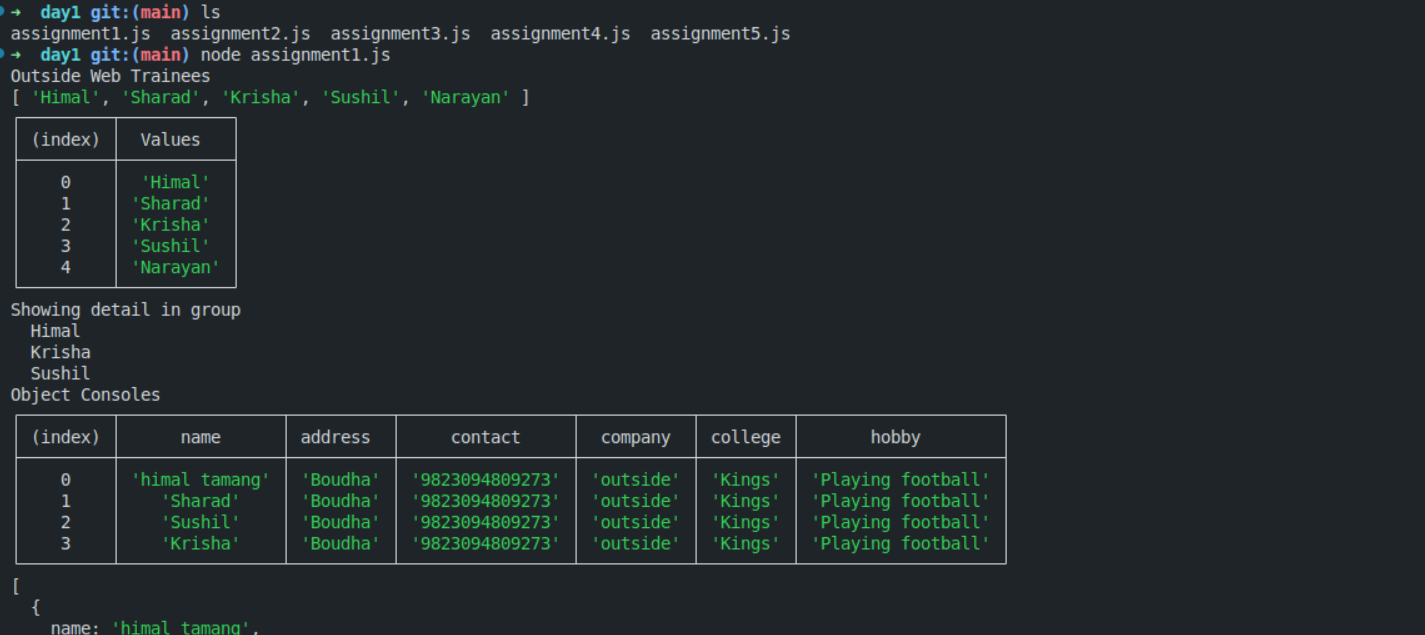 ➜ day1 git:(main) ls
assignment1.js assignment2.js assignment3.js assignment4.js assignment5.js
➜ day1 git:(main) node assignment1.js
Outside Web Trainees
[ 'Himal', 'Sharad', 'Krisha', 'Sushil', 'Narayan' ]
(index) Values
0 'Himal'
1 'Sharad'
2 'Krisha'
3 'Sushil'
4 'Narayan'
Showing detail in group
Himal
Krisha
Sushil
Object Consoles
(index) name address contact company college hobby
0 'himal tamang' 'Boudha' '9823094809273' 'outside' 'Kings' 'Playing football'
1 'Sharad' 'Boudha' '9823094809273' 'outside' 'Kings' 'Playing football'
2 'Sushil' 'Boudha' '9823094809273' 'outside' 'Kings' 'Playing football'
3 'Krisha' 'Boudha' '9823094809273' 'outside' 'Kings' 'Playing football'
[
{
name: 'himal tamang',